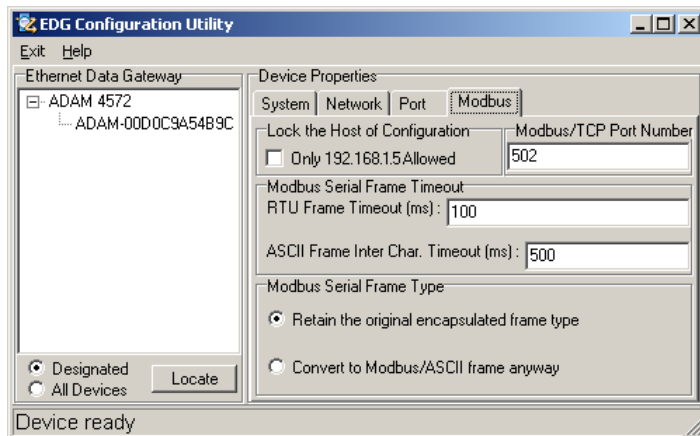 EDG Configuration Utility
Exit Help
Ethernet Data Gateway
ADAM 4572
ADAM-00D0C9A54B9C
Designated
All Devices
Locate
Device Properties
System Network Port Modbus
Lock the Host of Configuration
Only 192.168.1.5Allowed
Modbus/TCP Port Number
502
Modbus Serial Frame Timeout
RTU Frame Timeout (ms) : 100
ASCII Frame Inter Char. Timeout (ms) : 500
Modbus Serial Frame Type
Retain the original encapsulated frame type
Convert to Modbus/ASCII frame anyway
Device ready